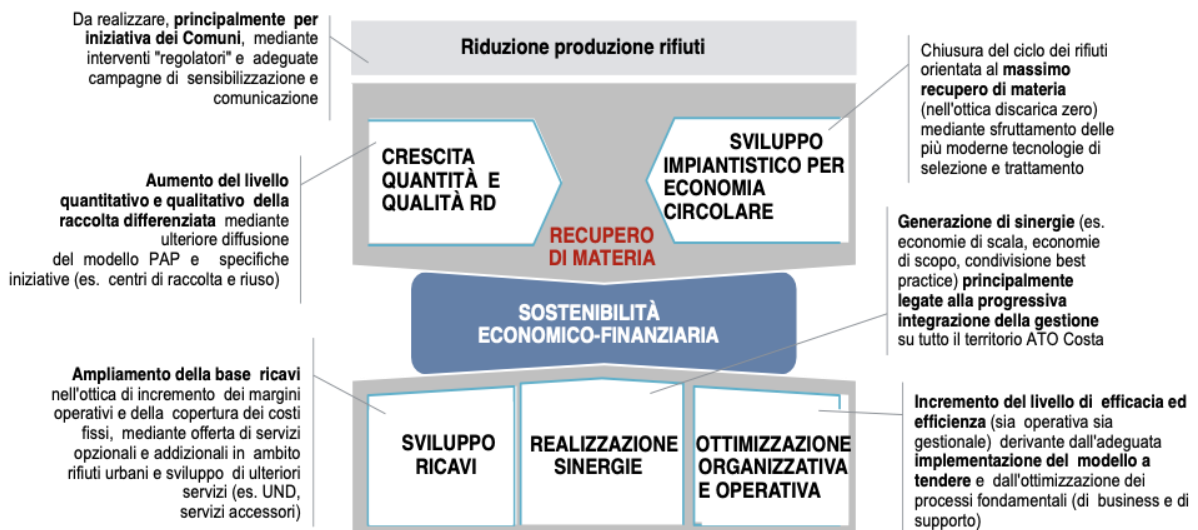 Da realizzare, principalmente per
iniziativa dei Comuni, mediante
interventi "regolatori" e adeguate
campagne di sensibilizzazione e
comunicazione
Riduzione produzione rifiuti
Chiusura del ciclo dei rifiuti
orientata al massimo
recupero di materia
(nell'ottica discarica zero)
mediante sfruttamento delle
più moderne tecnologie di
selezione e trattamento
Aumento del livello
quantitativo e qualitativo della
raccolta differenziata mediante
ulteriore diffusione
del modello PAP e specifiche
iniziative (es. centri di raccolta e riuso)
CRESCITA
QUANTITÀ E
QUALITÀ RD
SVILUPPO
IMPIANTISTICO PER
ECONOMIA
CIRCOLARE
RECUPERO
DI MATERIA
Generazione di sinergie (es.
economie di scala, economie
di scopo, condivisione best
practice) principalmente
legate alla progressiva
integrazione della gestione
su tutto il territorio ATO Costa
SOSTENIBILITÀ
ECONOMICO-FINANZIARIA
Ampliamento della base ricavi
nell'ottica di incremento dei margini
operativi e della copertura dei costi
fissi, mediante offerta di servizi
opzionali e addizionali in ambito
rifiuti urbani e sviluppo di ulteriori
servizi (es. UND,
servizi accessori)
SVILUPPO
RICAVI
REALIZZAZIONE
SINERGIE
OTTIMIZZAZIONE
ORGANIZZATIVA
E OPERATIVA
Incremento del livello di efficacia ed
efficienza (sia operativa sia
gestionale) derivante dall'adeguata
implementazione del modello a
tendere e dall'ottimizzazione dei
processi fondamentali (di business e di
supporto)